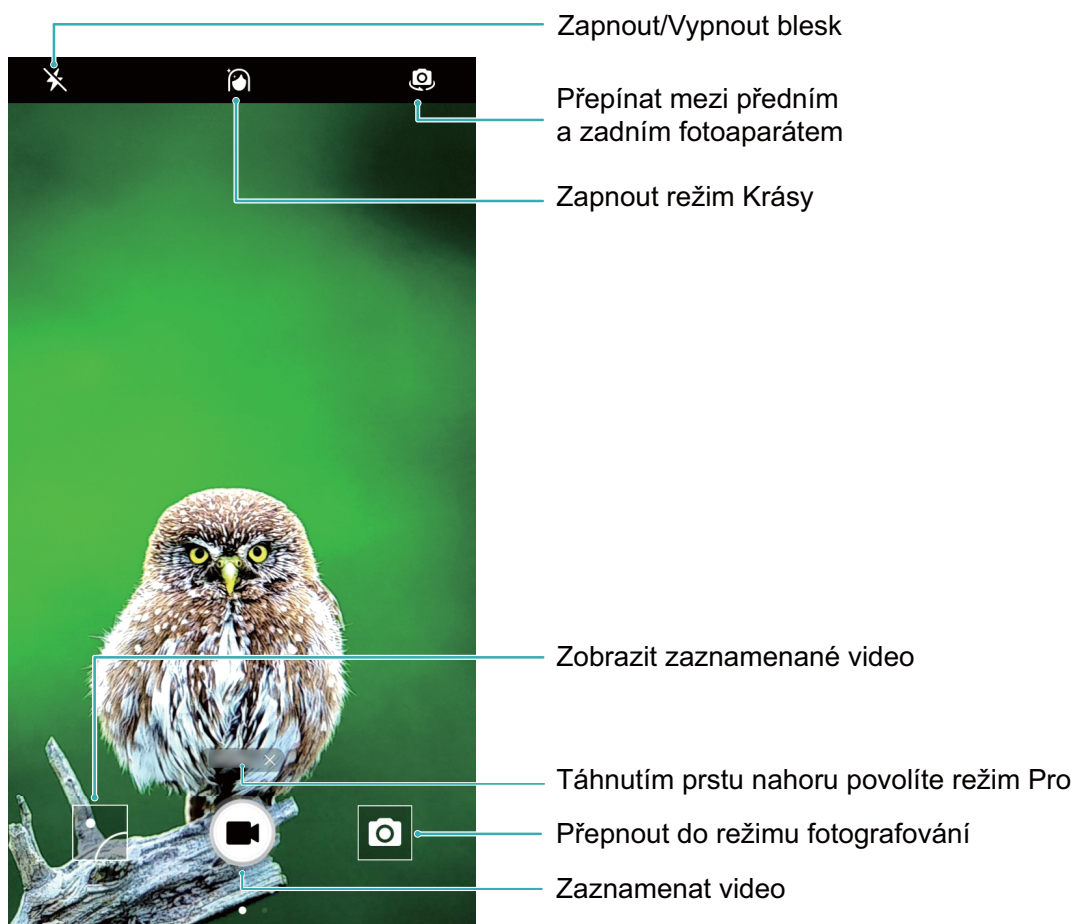 Zapnout/Vypnout blesk
Přepínat mezi předním
a zadním fotoaparátem
Zapnout režim Krásy
Zobrazit zaznamenané video
Táhnutím prstu nahoru povolíte režim Pro
Přepnout do režimu fotografování
Zaznamenat video